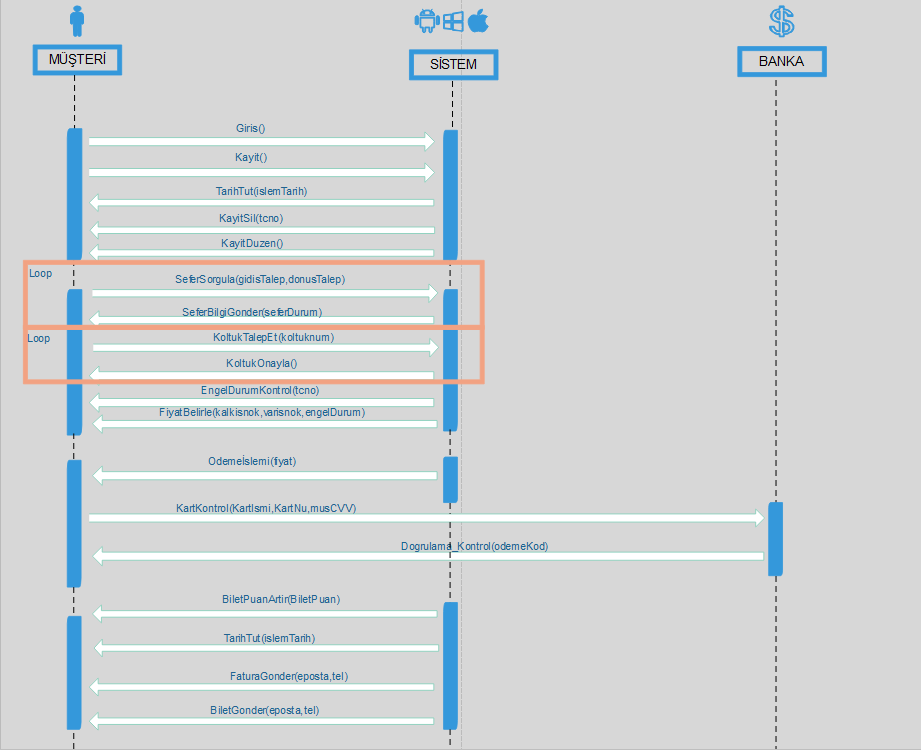 MÜŞTERİ
SİSTEM
BANKA
Giris()
Kayit()
TarihTut(islemTarih)
KayitSil(tcno)
KayitDuzen()
Loop
SeferSorgula(gidisTalep,donusTalep)
SeferBilgiGonder(seferDurum)
Loop
KoltukTalepEt(koltuknum)
KoltukOnayla()
EngelDurumKontrol(tcno)
FiyatBelirle(kalkisnok,varisnok,engelDurum)
Odemeİslemi(fiyat)
KartKontrol(KartIsmi,KartNu,musCVV)
Dogrulama_Kontrol(odemeKod)
BiletPuanArtir(BiletPuan)
TarihTut(islemTarih)
FaturaGonder(eposta,tel)
BiletGonder(eposta,tel)